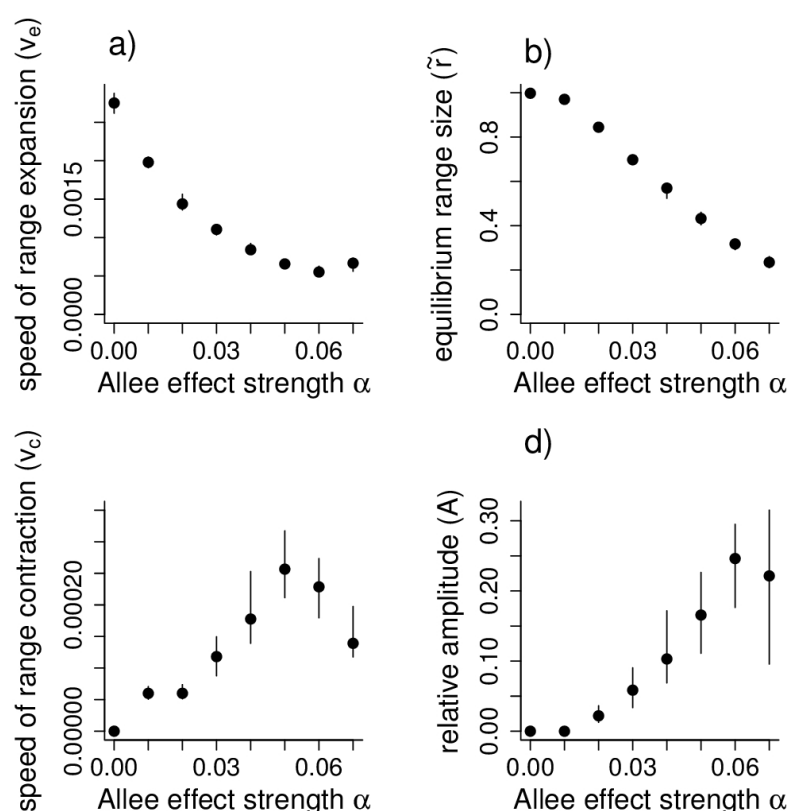 a)
speed of range expansion (vₑ)
0.0015
0.0000
0.00 0.03 0.06
Allee effect strength α
b)
equilibrium range size (r̃)
0.8
0.4
0.0
0.00 0.03 0.06
Allee effect strength α
speed of range contraction (v_c)
0.00020
0.00000
0.00 0.03 0.06
Allee effect strength α
d)
relative amplitude (A)
0.30
0.20
0.10
0.00
0.00 0.03 0.06
Allee effect strength α